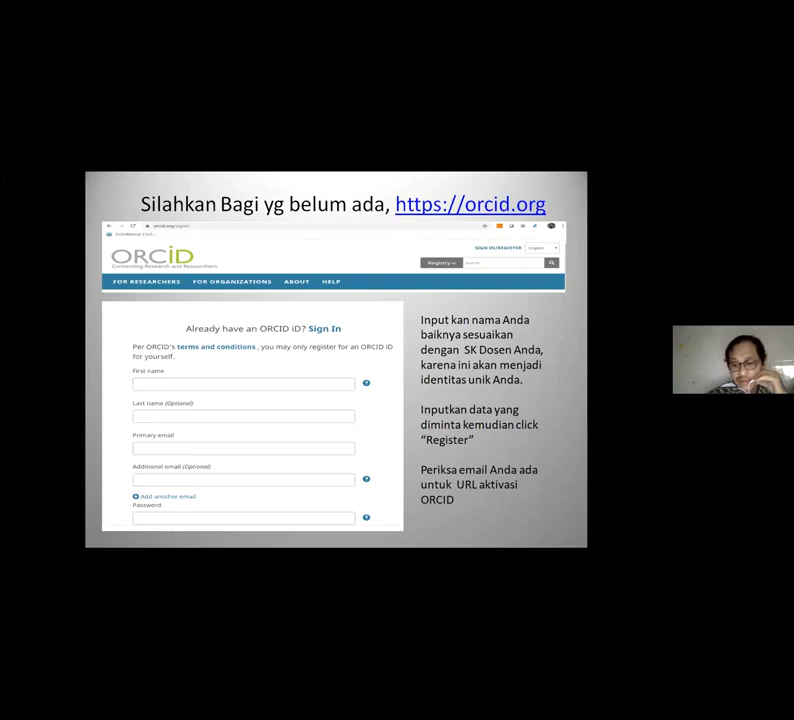 Silahkan Bagi yg belum ada, https://orcid.org
orcid.org/signin
ORCID
Connecting Research and Researchers
SIGN IN/REGISTER English
Registry Search
FOR RESEARCHERS FOR ORGANIZATIONS ABOUT HELP
Already have an ORCID iD? Sign In
Per ORCID's terms and conditions , you may only register for an ORCID iD
for yourself.
First name
Last name (Optional)
Primary email
Additional email (Optional)
Add another email
Password
Input kan nama Anda
baiknya sesuaikan
dengan SK Dosen Anda,
karena ini akan menjadi
identitas unik Anda.
Inputkan data yang
diminta kemudian click
“Register”
Periksa email Anda ada
untuk URL aktivasi
ORCID